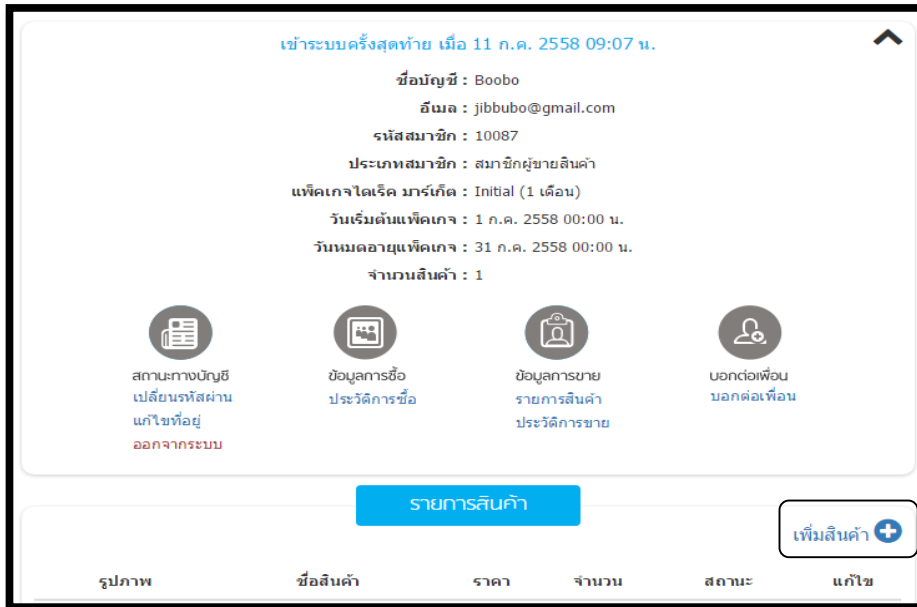 เข้าระบบครั้งสุดท้าย เมื่อ 11 ก.ค. 2558 09:07 น.
ชื่อบัญชี : Boobo
อีเมล : jibbubo@gmail.com
รหัสสมาชิก : 10087
ประเภทสมาชิก : สมาชิกผู้ขายสินค้า
แพ็คเกจไดเร็ค มาร์เก็ต : Initial (1 เดือน)
วันเริ่มต้นแพ็คเกจ : 1 ก.ค. 2558 00:00 น.
วันหมดอายุแพ็คเกจ : 31 ก.ค. 2558 00:00 น.
จำนวนสินค้า : 1
สถานะทางบัญชี ข้อมูลการซื้อ ข้อมูลการขาย บอกต่อเพื่อน
เปลี่ยนรหัสผ่าน ประวัติการซื้อ รายการสินค้า บอกต่อเพื่อน
แก้ไขที่อยู่ ประวัติการขาย
ออกจากระบบ
รายการสินค้า
เพิ่มสินค้า
รูปภาพ ชื่อสินค้า ราคา จำนวน สถานะ แก้ไข